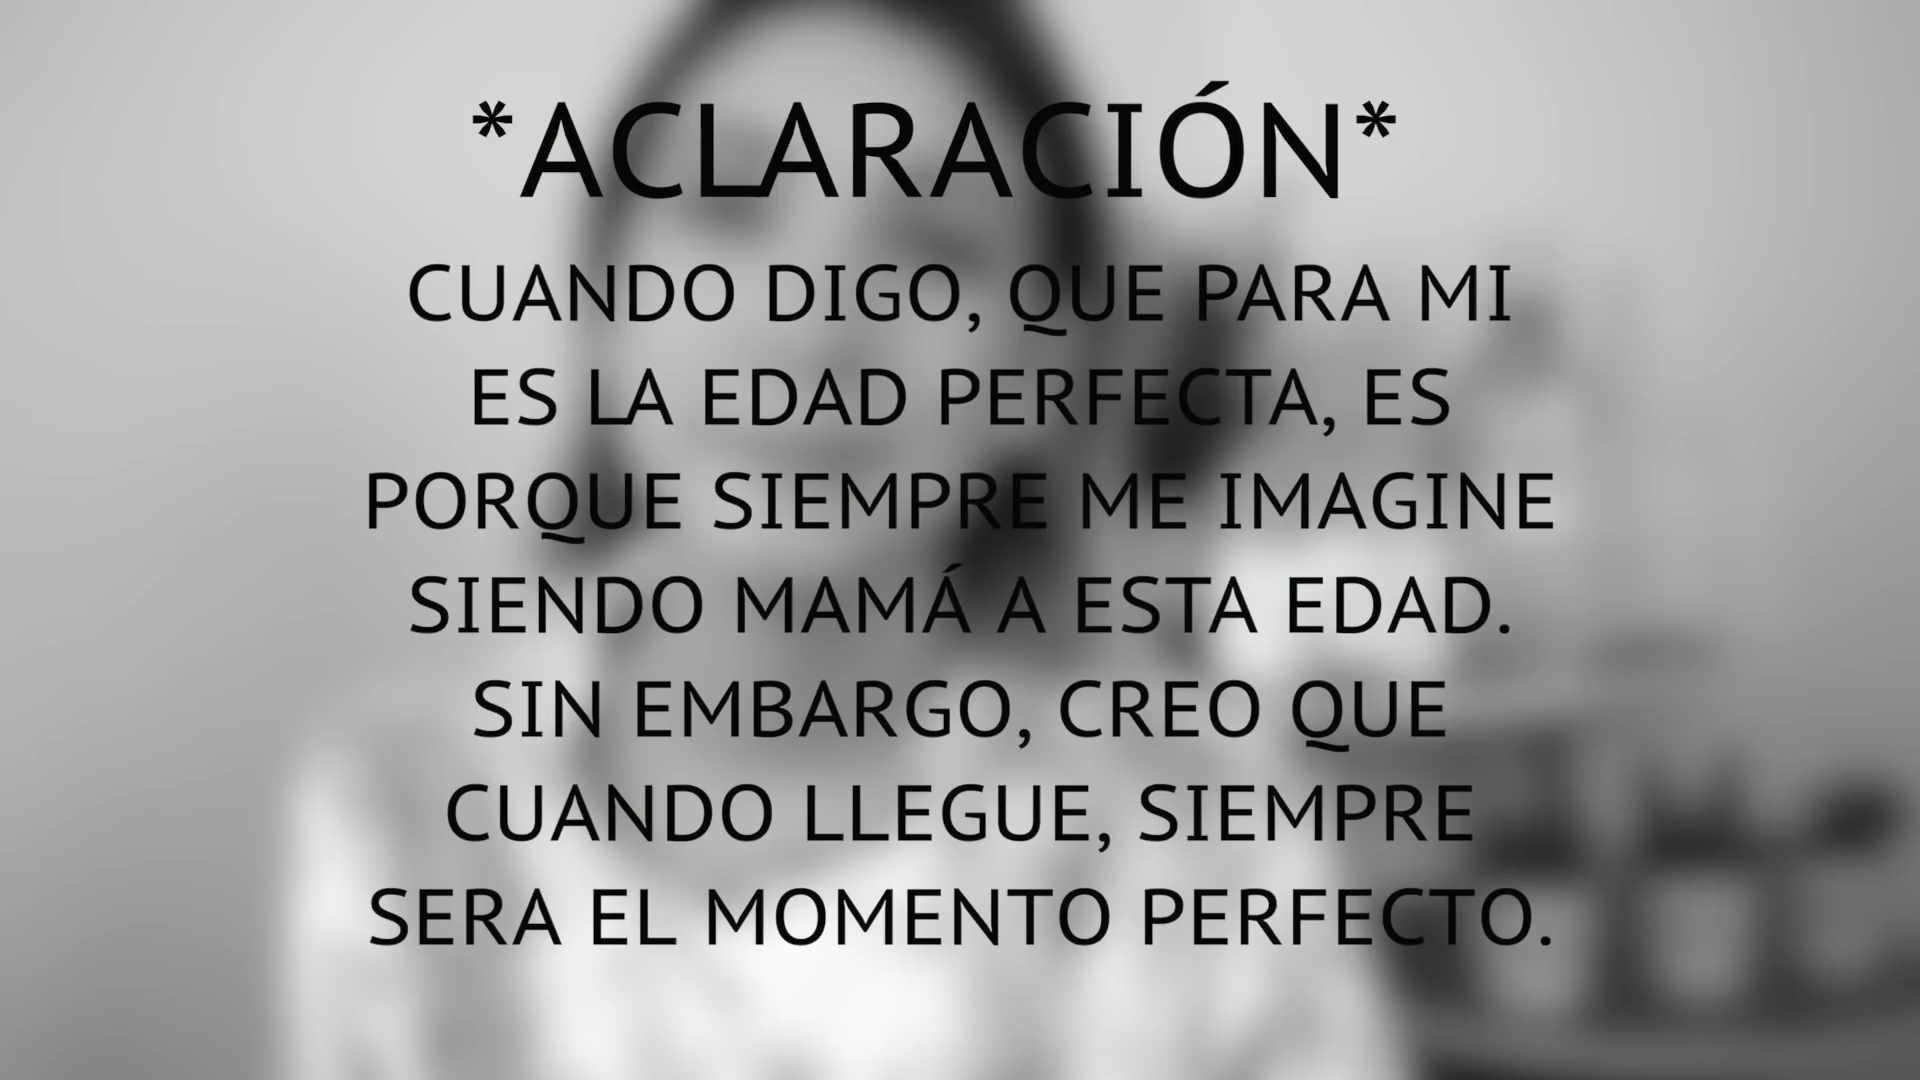 *ACLARACIÓN*
CUANDO DIGO, QUE PARA MI
ES LA EDAD PERFECTA, ES
PORQUE SIEMPRE ME IMAGINE
SIENDO MAMÁ A ESTA EDAD.
SIN EMBARGO, CREO QUE
CUANDO LLEGUE, SIEMPRE
SERA EL MOMENTO PERFECTO.